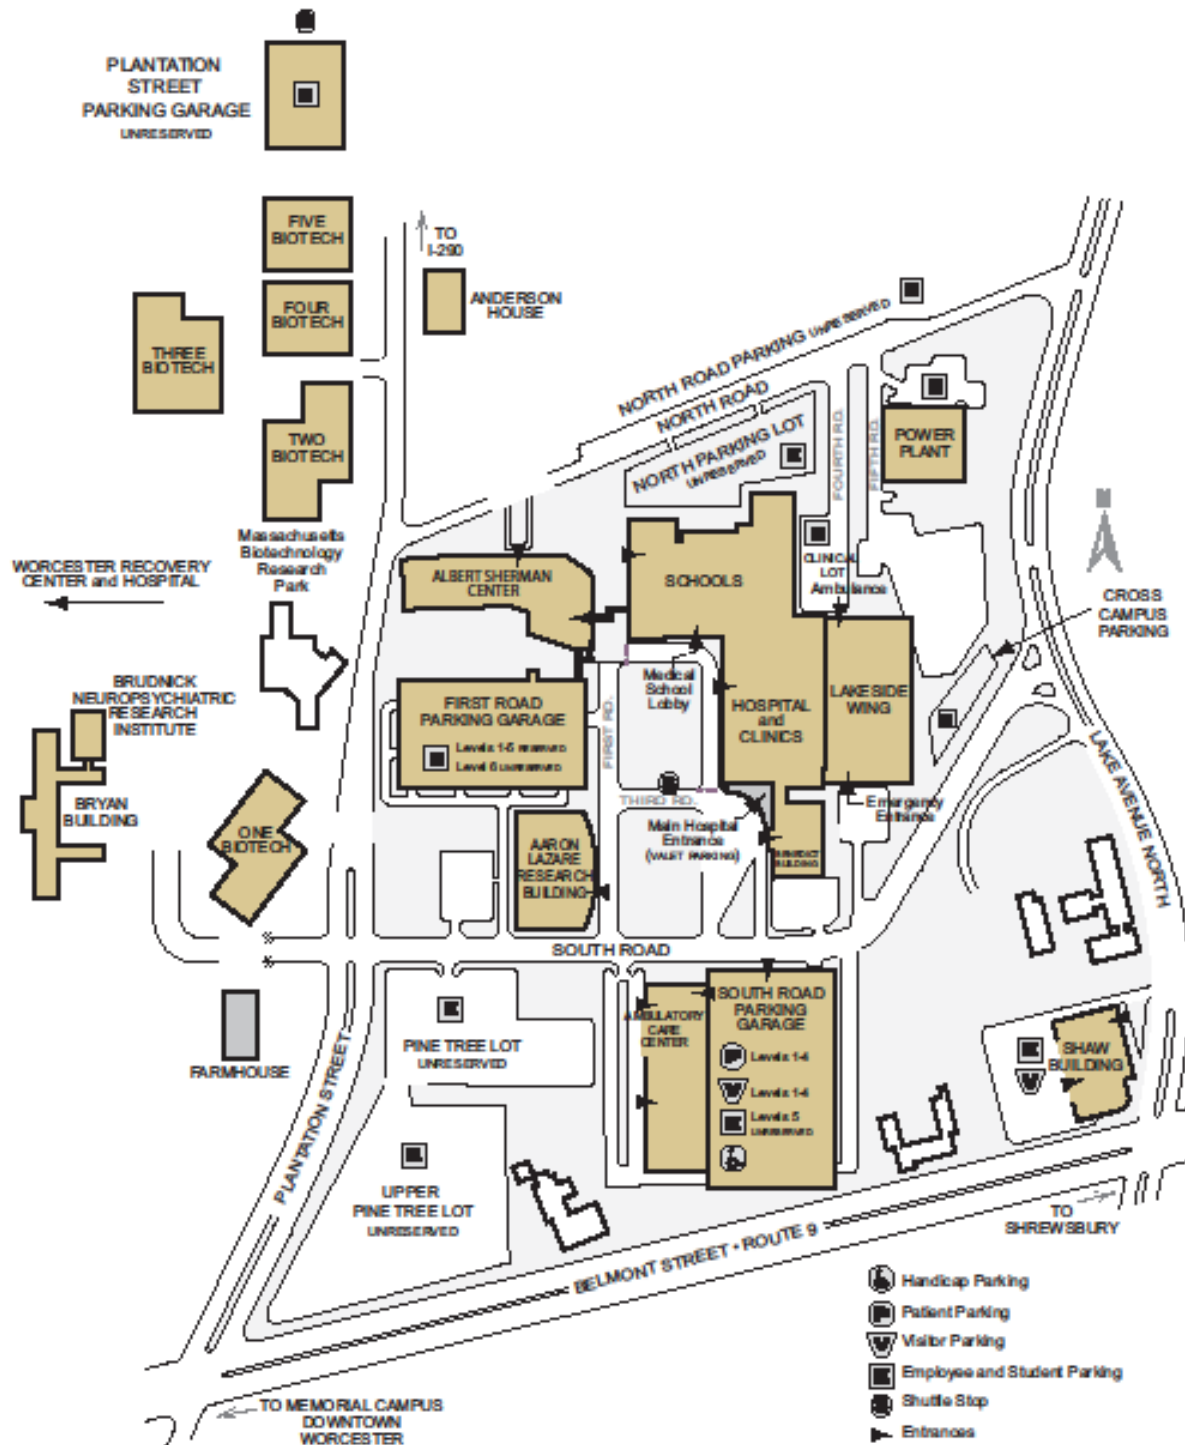 PLANTATION
STREET
PARKING GARAGE
UNRESERVED
FIVE
BIOTECH
TO
I-290
FOUR
BIOTECH
ANDERSON
HOUSE
THREE
BIOTECH
NORTH ROAD PARKING UNRESERVED
NORTH ROAD
NORTH PARKING LOT
UNRESERVED
FOURTH RD.
FIFTH RD.
POWER
PLANT
TWO
BIOTECH
N
Massachusetts
Biotechnology
Research
Park
WORCESTER RECOVERY
CENTER and HOSPITAL
ALBERT SHERMAN
CENTER
SCHOOLS
CLINICAL
LOT
Ambulance
CROSS
CAMPUS
PARKING
BRUDNICK
NEUROPSYCHIATRIC
RESEARCH
INSTITUTE
Medical
School
Lobby
FIRST ROAD
PARKING GARAGE
Levels 1-5 RESERVED
Level 6 UNRESERVED
FIRST RD.
HOSPITAL
and
CLINICS
LAKESIDE
WING
LAKE AVENUE NORTH
BRYAN
BUILDING
THIRD RD.
Main Hospital
Entrance
(VALET PARKING)
Emergency
Entrance
ONE
BIOTECH
AARON
LAZARE
RESEARCH
BUILDING
BENEDICT
BUILDING
SOUTH ROAD
FARMHOUSE
PLANTATION STREET
PINE TREE LOT
UNRESERVED
AMBULATORY
CARE
CENTER
SOUTH ROAD
PARKING
GARAGE
Levels 1-4
Levels 1-4
Levels 5
UNRESERVED
SHAW
BUILDING
UPPER
PINE TREE LOT
UNRESERVED
BELMONT STREET • ROUTE 9
TO
SHREWSBURY
TO MEMORIAL CAMPUS
DOWNTOWN
WORCESTER
Handicap Parking
Patient Parking
Visitor Parking
Employee and Student Parking
Shuttle Stop
Entrances